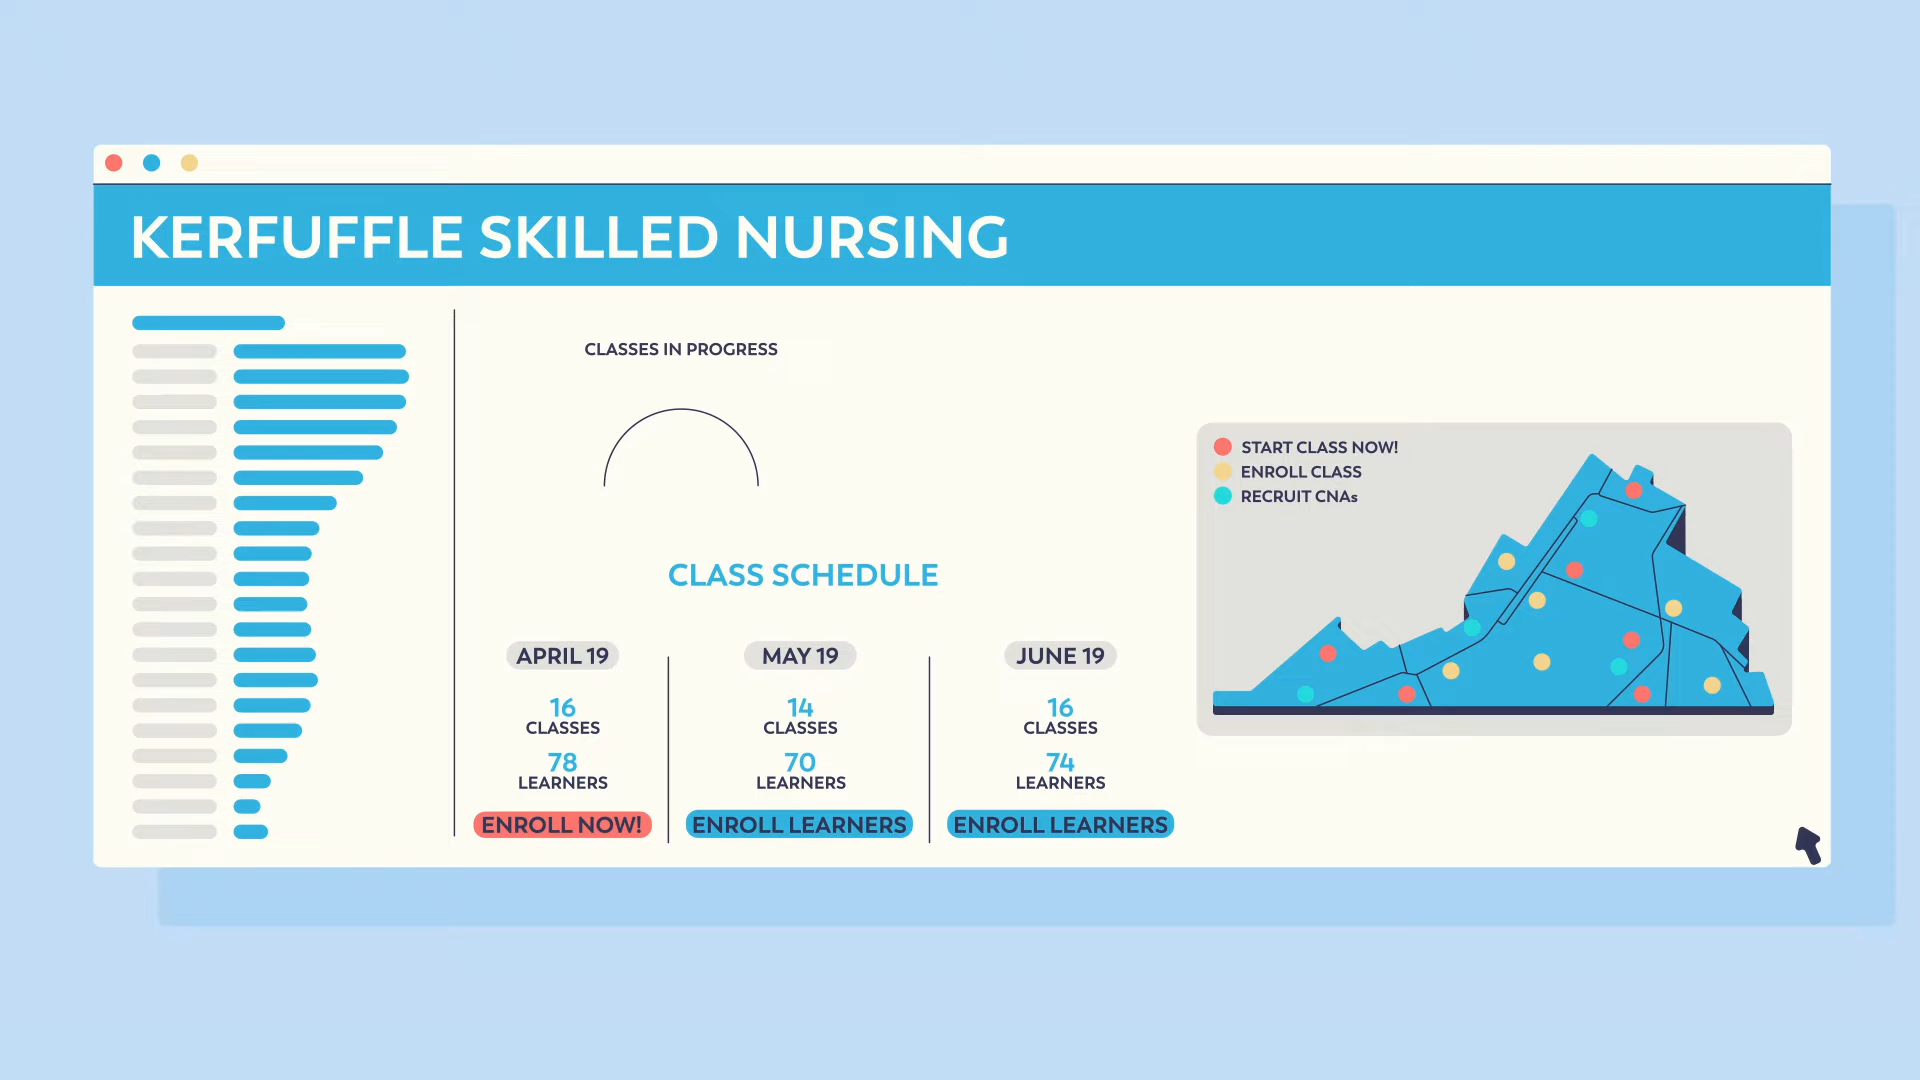 KERFUFFLE SKILLED NURSING
CLASSES IN PROGRESS
CLASS SCHEDULE
APRIL 19
16
CLASSES
78
LEARNERS
ENROLL NOW!
MAY 19
14
CLASSES
70
LEARNERS
ENROLL LEARNERS
JUNE 19
16
CLASSES
74
LEARNERS
ENROLL LEARNERS
START CLASS NOW!
ENROLL CLASS
RECRUIT CNAs